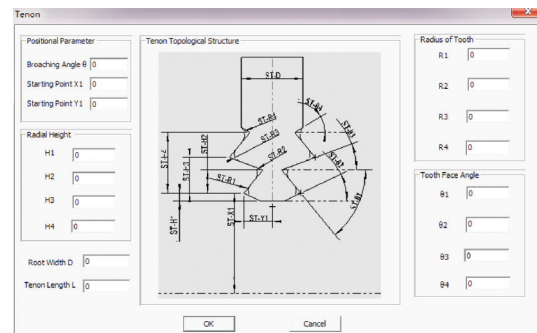 Tenon
Positional Parameter
Broaching Angle θ 0
Starting Point X1 0
Starting Point Y1 0
Radial Height
H1 0
H2 0
H3 0
H4 0
Root Width D 0
Tenon Length L 0
Tenon Topological Structure
ST-D
ST-R4
ST-R3
ST-R2
ST-R1
ST-H2
ST-H3
ST-X1
ST-Y1
Radius of Tooth
R1 0
R2 0
R3 0
R4 0
Tooth Face Angle
θ1 0
θ2 0
θ3 0
θ4 0
OK
Cancel